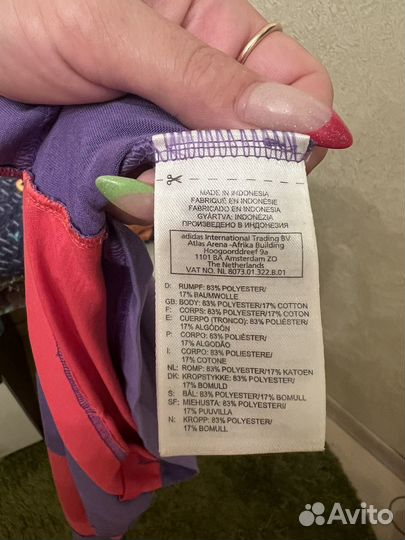 MADE IN INDONESIA
FABRIQUÉ EN INDONÉSIE
FABRICADO EN INDONESIA
GYÁRTVA: INDONÉZIA
ПРОИЗВЕДЕНО В ИНДОНЕЗИИ
adidas International Trading BV
Atlas Arena -Afrika Building
Hoogoorddreef 9a
1101 BA Amsterdam ZO
The Netherlands
VAT NO. NL 8073.01.322.B.01
D: RUMPF: 83% POLYESTER/
17% BAUMWOLLE
GB: BODY: 83% POLYESTER/17% COTTON
F: CORPS: 83% POLYESTER/17% COTON
E: CUERPO (TRONCO): 83% POLIÉSTER/
17% ALGODÓN
P: CORPO: 83% POLIÉSTER/
17% ALGODÃO
I: CORPO: 83% POLIESTERE/
17% COTONE
NL: ROMP: 83% POLYESTER/17% KATOEN
DK: KROPSTYKKE: 83% POLYESTER/
17% BOMULD
S: BÅL: 83% POLYESTER/17% BOMULL
SF: MIEHUSTA: 83% POLYESTER/
17% PUUVILLA
N: KROPP: 83% POLYESTER/
17% BOMULL
Avito